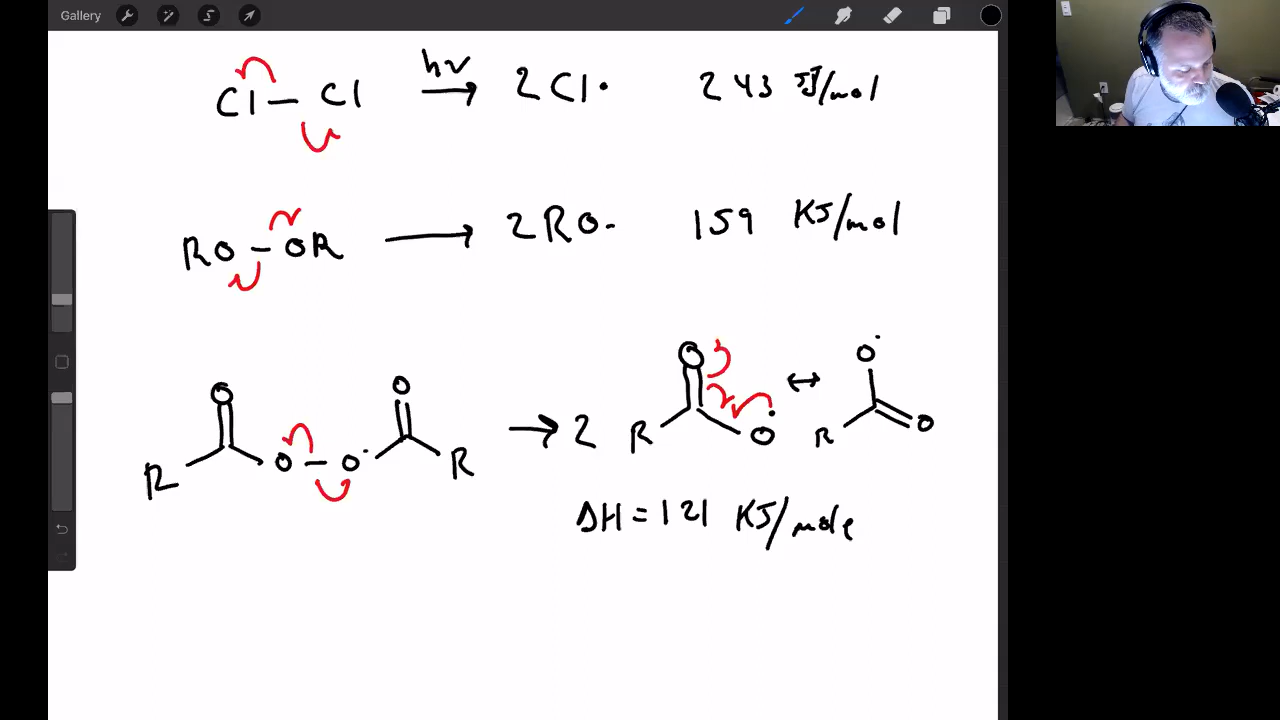 Gallery
Cl — Cl hν → 2 Cl· 243 KJ/mol
RO — OR → 2 RO· 159 KJ/mol
O O O O·
R O — O· R → 2 R O· ↔ R O
ΔH = 121 KJ/mole